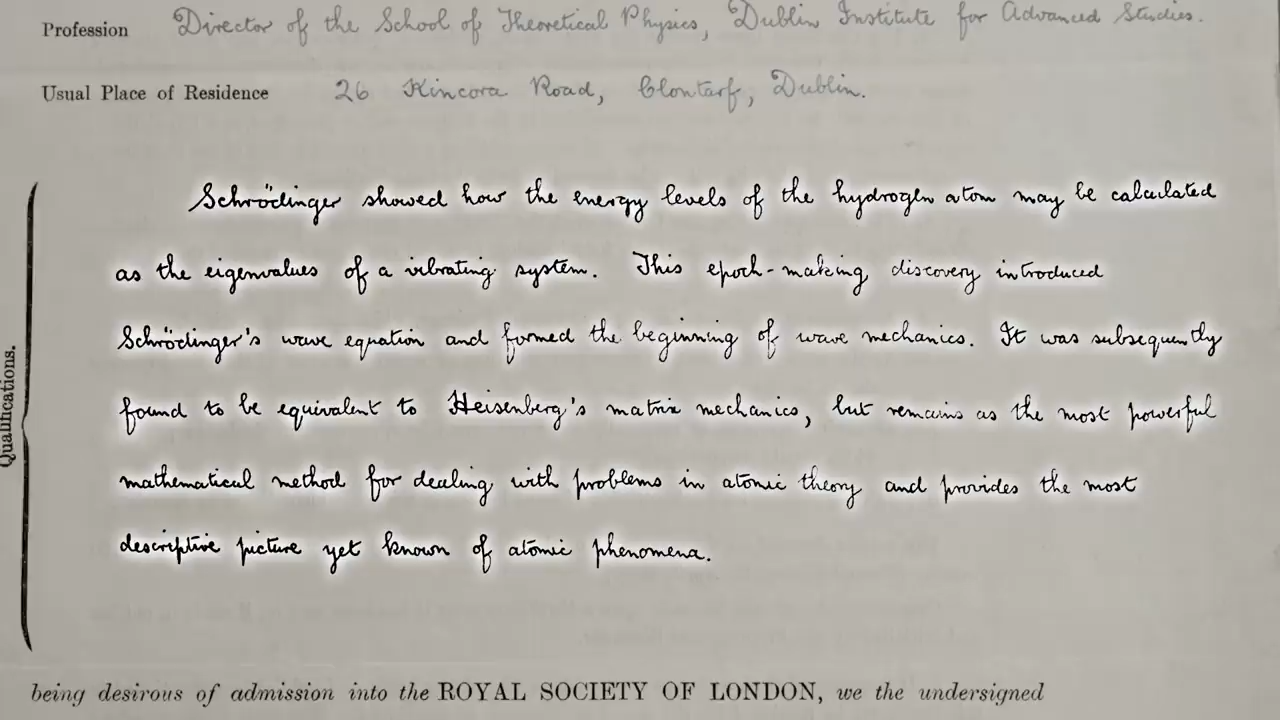 Profession Director of the School of Theoretical Physics, Dublin Institute for Advanced Studies.
Usual Place of Residence 26 Kincora Road, Clontarf, Dublin.
Qualifications.
Schrödinger showed how the energy levels of the hydrogen atom may be calculated
as the eigenvalues of a vibrating system. This epoch-making discovery introduced
Schrödinger's wave equation and formed the beginning of wave mechanics. It was subsequently
found to be equivalent to Heisenberg's matrix mechanics, but remains as the most powerful
mathematical method for dealing with problems in atomic theory and provides the most
descriptive picture yet known of atomic phenomena.
being desirous of admission into the ROYAL SOCIETY OF LONDON, we the undersigned